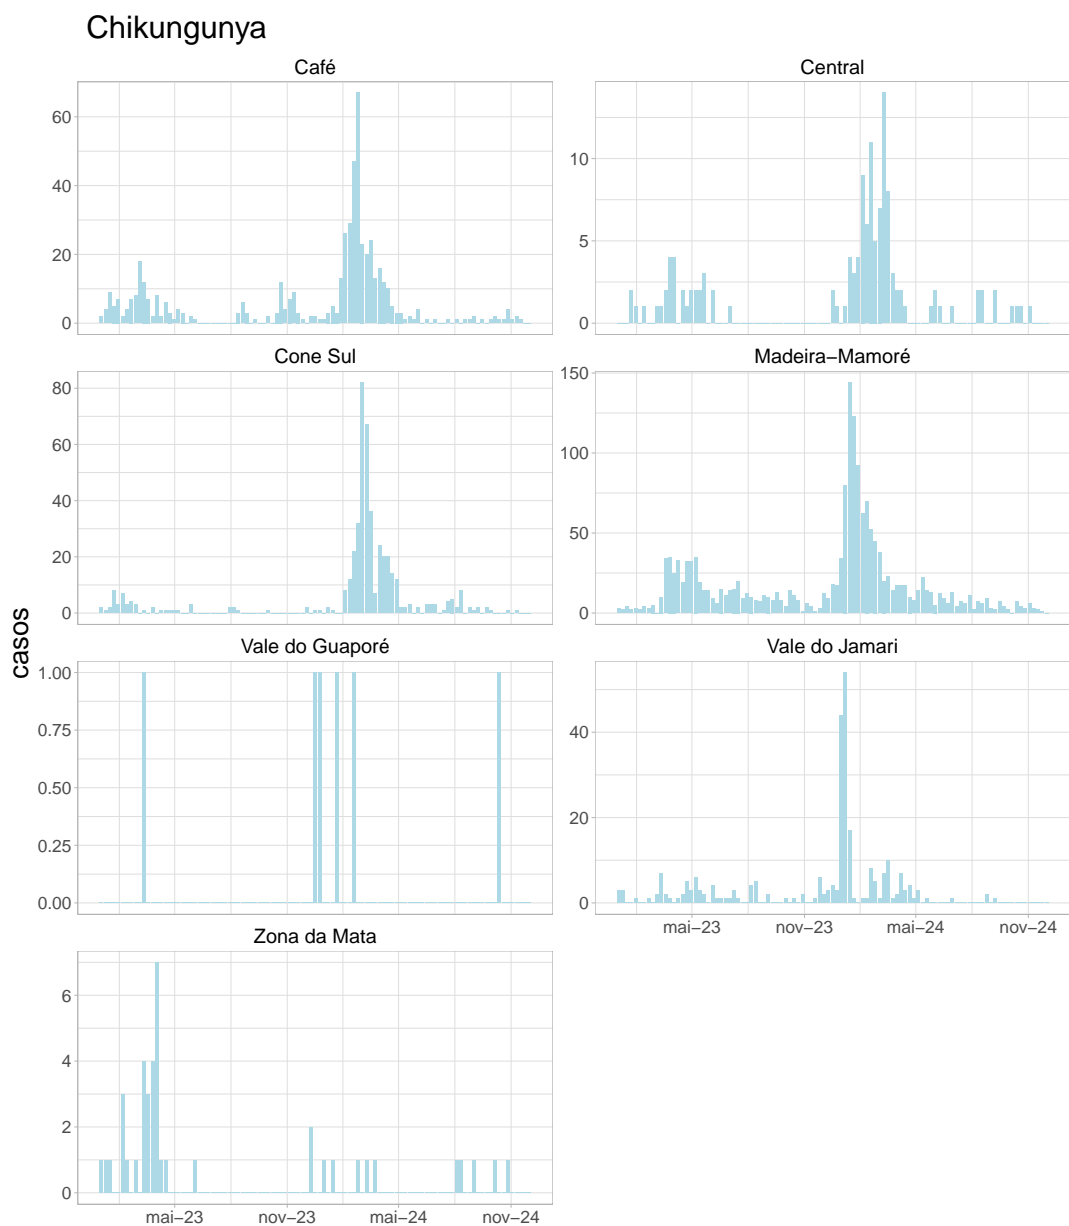 Chikungunya
Café
Central
60
40
20
0
10
5
0
Cone Sul
Madeira−Mamoré
80
60
40
20
0
150
100
50
0
casos
Vale do Guaporé
Vale do Jamari
1.00
0.75
0.50
0.25
0.00
40
20
0
mai−23 nov−23 mai−24 nov−24
Zona da Mata
6
4
2
0
mai−23 nov−23 mai−24 nov−24